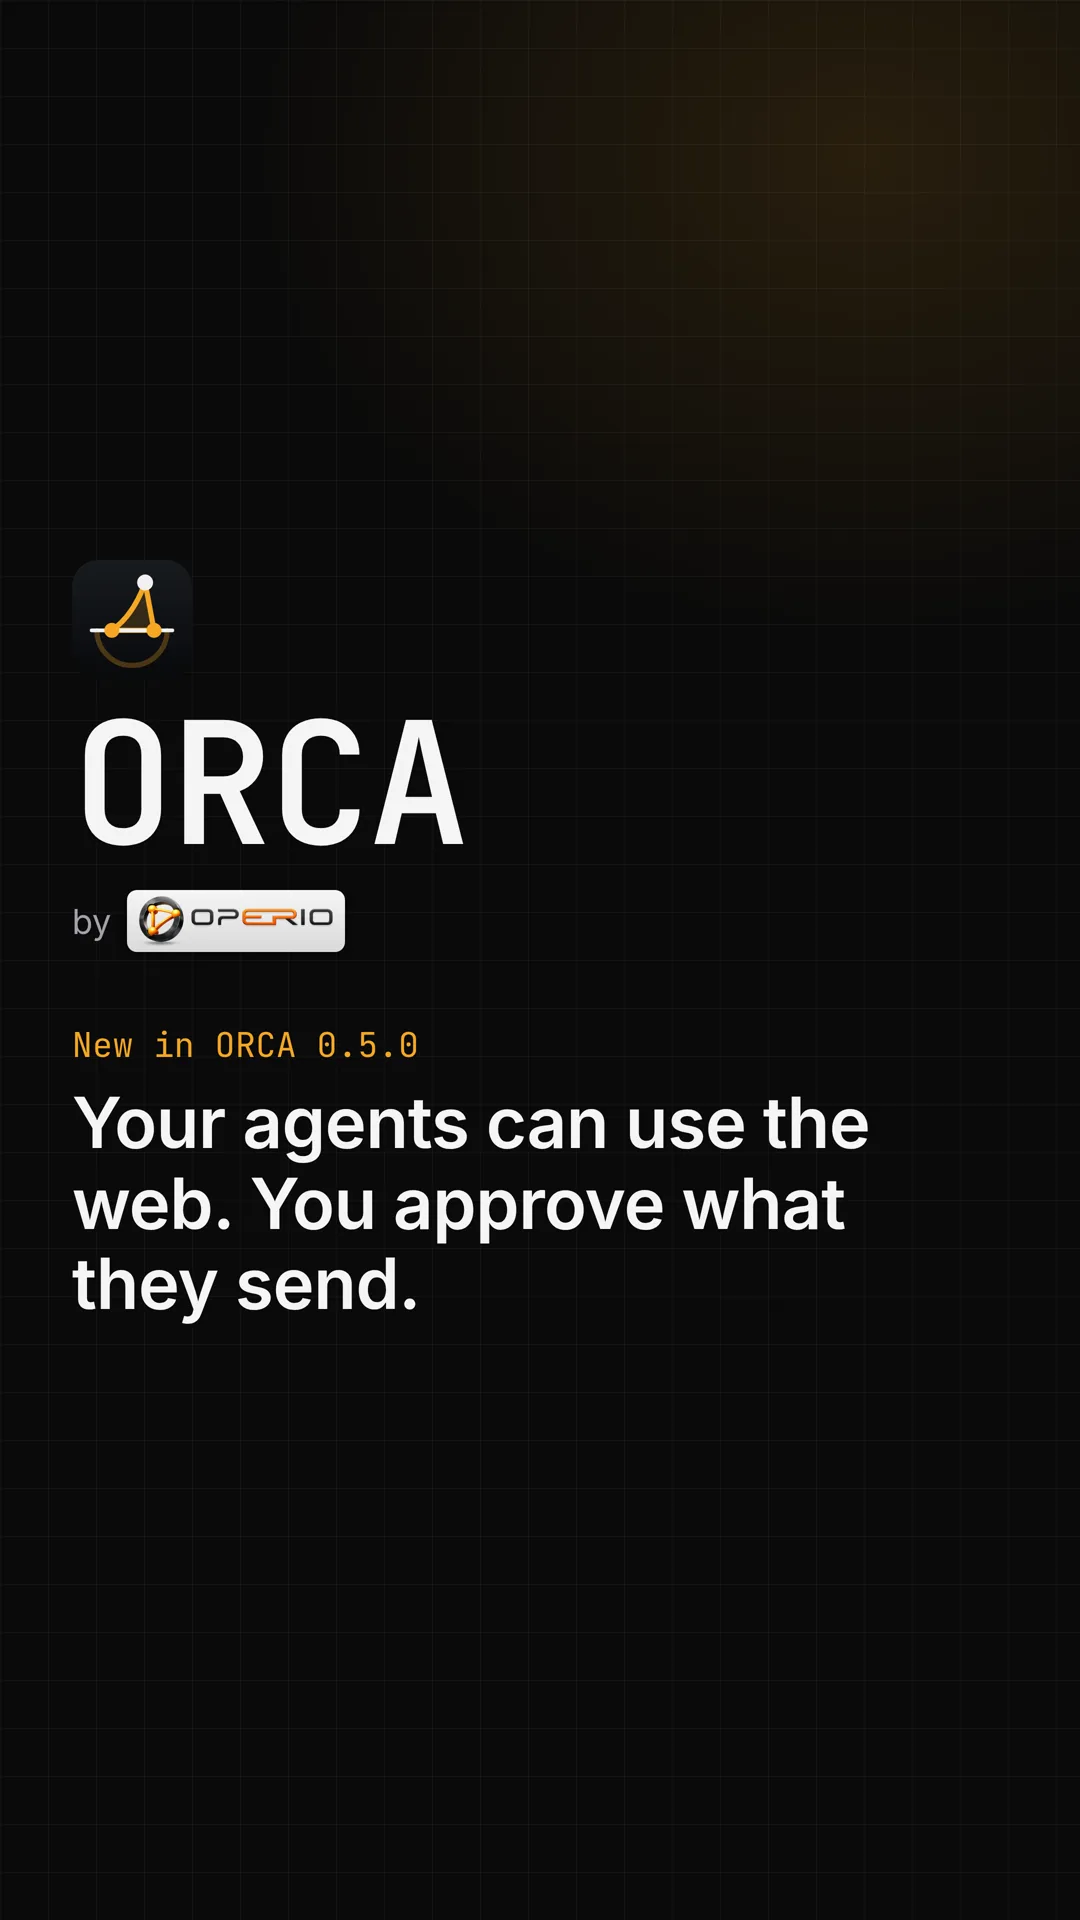 ORCA
by OPERIO
New in ORCA 0.5.0
Your agents can use the
web. You approve what
they send.